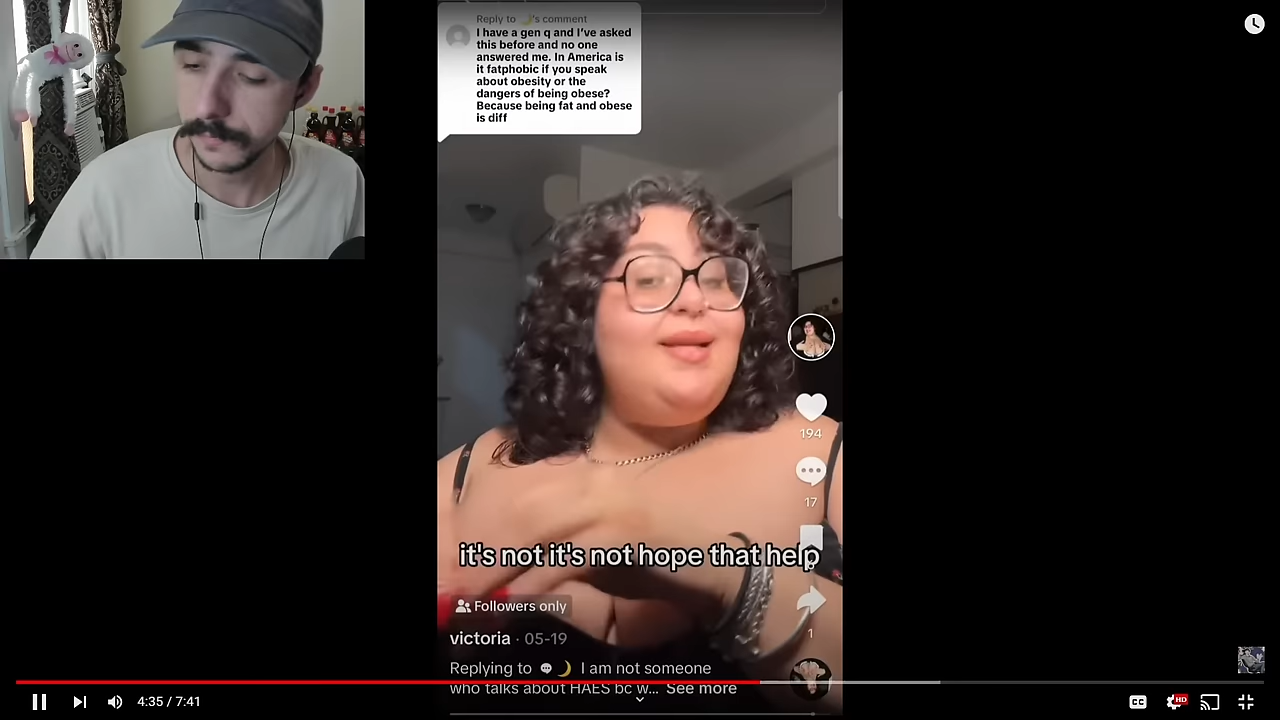 Reply to 🌙's comment
I have a gen q and I've asked
this before and no one
answered me. In America is
it fatphobic if you speak
about obesity or the
dangers of being obese?
Because being fat and obese
is diff
194
17
it's not it's not hope that help
Followers only
1
victoria · 05-19
Replying to 💬🌙 I am not someone
who talks about HAES bc w... See more
4:35 / 7:41
CC
HD